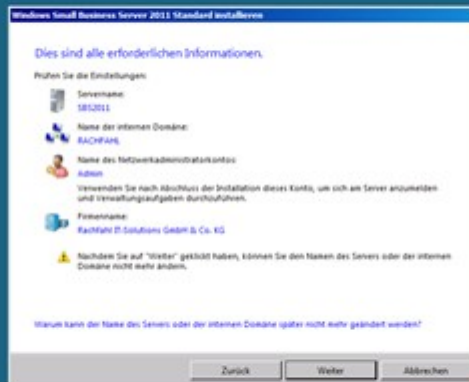 Windows Small Business Server 2011 Standard installieren
Dies sind alle erforderlichen Informationen.
Prüfen Sie die Einstellungen:
Servername:
SBS2011
Name der internen Domäne:
RACHFAHL
Name des Netzwerkadministratorkontos:
Admin
Verwenden Sie nach Abschluss der Installation dieses Konto, um sich am Server anzumelden
und Verwaltungsaufgaben durchzuführen.
Firmenname:
Rachfahl IT-Solutions GmbH & Co. KG
Nachdem Sie auf "Weiter" geklickt haben, können Sie den Namen des Servers oder der internen
Domäne nicht mehr ändern.
Warum kann der Name des Servers oder der internen Domäne später nicht mehr geändert werden?
Zurück Weiter Abbrechen